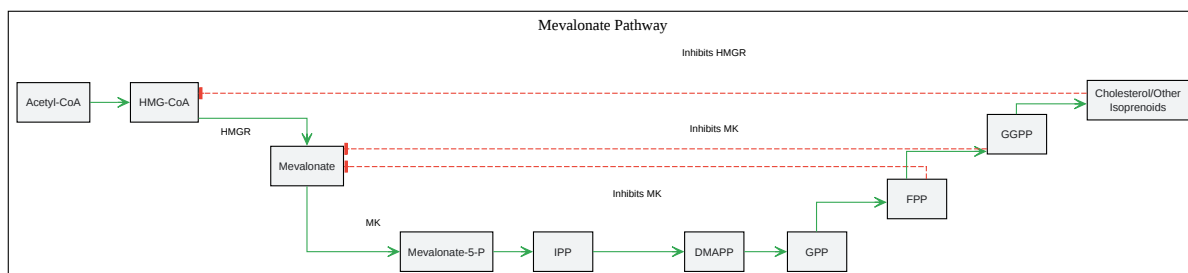 Mevalonate Pathway
Inhibits HMGR
Acetyl-CoA
HMG-CoA
Cholesterol/Other
Isoprenoids
HMGR
Inhibits MK
GGPP
Mevalonate
Inhibits MK
FPP
MK
Mevalonate-5-P
IPP
DMAPP
GPP